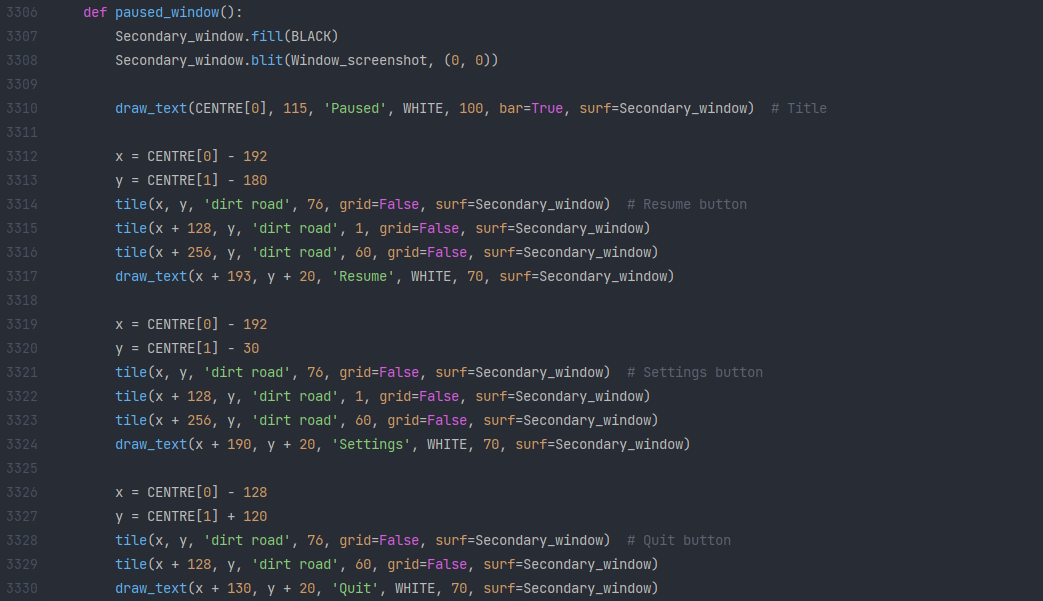 3306 def paused_window():
3307 Secondary_window.fill(BLACK)
3308 Secondary_window.blit(Window_screenshot, (0, 0))
3309
3310 draw_text(CENTRE[0], 115, 'Paused', WHITE, 100, bar=True, surf=Secondary_window)  # Title
3311
3312 x = CENTRE[0] - 192
3313 y = CENTRE[1] - 180
3314 tile(x, y, 'dirt road', 76, grid=False, surf=Secondary_window)  # Resume button
3315 tile(x + 128, y, 'dirt road', 1, grid=False, surf=Secondary_window)
3316 tile(x + 256, y, 'dirt road', 60, grid=False, surf=Secondary_window)
3317 draw_text(x + 193, y + 20, 'Resume', WHITE, 70, surf=Secondary_window)
3318
3319 x = CENTRE[0] - 192
3320 y = CENTRE[1] - 30
3321 tile(x, y, 'dirt road', 76, grid=False, surf=Secondary_window)  # Settings button
3322 tile(x + 128, y, 'dirt road', 1, grid=False, surf=Secondary_window)
3323 tile(x + 256, y, 'dirt road', 60, grid=False, surf=Secondary_window)
3324 draw_text(x + 190, y + 20, 'Settings', WHITE, 70, surf=Secondary_window)
3325
3326 x = CENTRE[0] - 128
3327 y = CENTRE[1] + 120
3328 tile(x, y, 'dirt road', 76, grid=False, surf=Secondary_window)  # Quit button
3329 tile(x + 128, y, 'dirt road', 60, grid=False, surf=Secondary_window)
3330 draw_text(x + 130, y + 20, 'Quit', WHITE, 70, surf=Secondary_window)